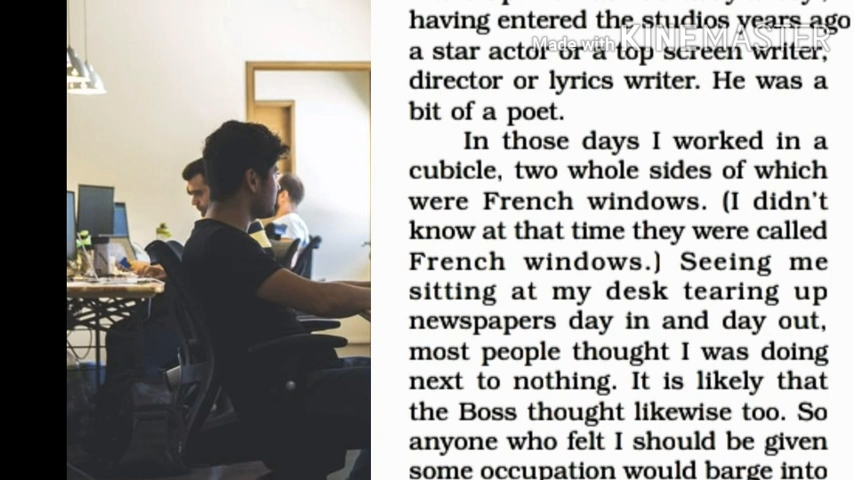 having entered the studios years ago
Made with KINEMASTER
a star actor or a top screen writer,
director or lyrics writer. He was a
bit of a poet.
In those days I worked in a
cubicle, two whole sides of which
were French windows. (I didn't
know at that time they were called
French windows.) Seeing me
sitting at my desk tearing up
newspapers day in and day out,
most people thought I was doing
next to nothing. It is likely that
the Boss thought likewise too. So
anyone who felt I should be given
some occupation would barge into